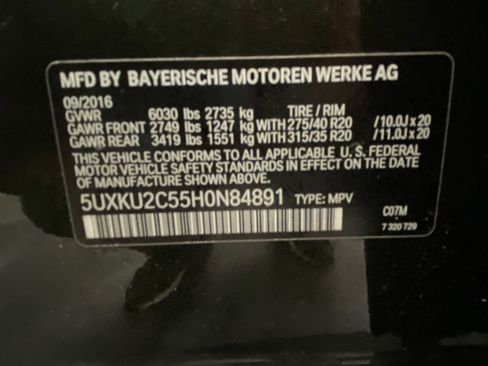 MFD BY BAYERISCHE MOTOREN WERKE AG
09/2016
GVWR 6030 lbs 2735 kg TIRE / RIM
GAWR FRONT 2749 lbs 1247 kg WITH 275/40 R20 /10.0J x 20
GAWR REAR 3419 lbs 1551 kg WITH 315/35 R20 /11.0J x 20
THIS VEHICLE CONFORMS TO ALL APPLICABLE U. S. FEDERAL
MOTOR VEHICLE SAFETY STANDARDS IN EFFECT ON THE DATE
OF MANUFACTURE SHOWN ABOVE.
5UXKU2C55H0N84891 TYPE: MPV
C07M
7 320 729